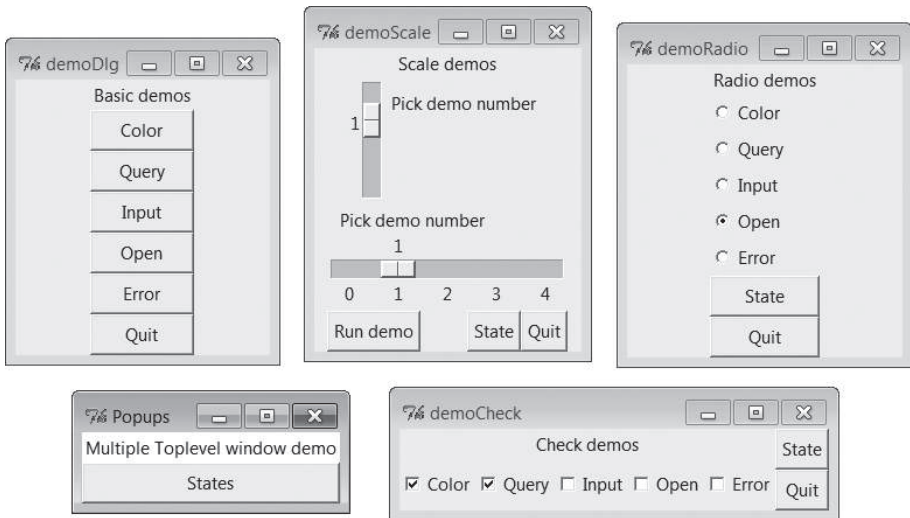 demoDlg
Basic demos
Color
Query
Input
Open
Error
Quit
demoScale
Scale demos
Pick demo number
1
Pick demo number
1
0 1 2 3 4
Run demo State Quit
demoRadio
Radio demos
Color
Query
Input
Open
Error
State
Quit
Popups
Multiple Toplevel window demo
States
demoCheck
Check demos
State
Color Query Input Open Error
Quit